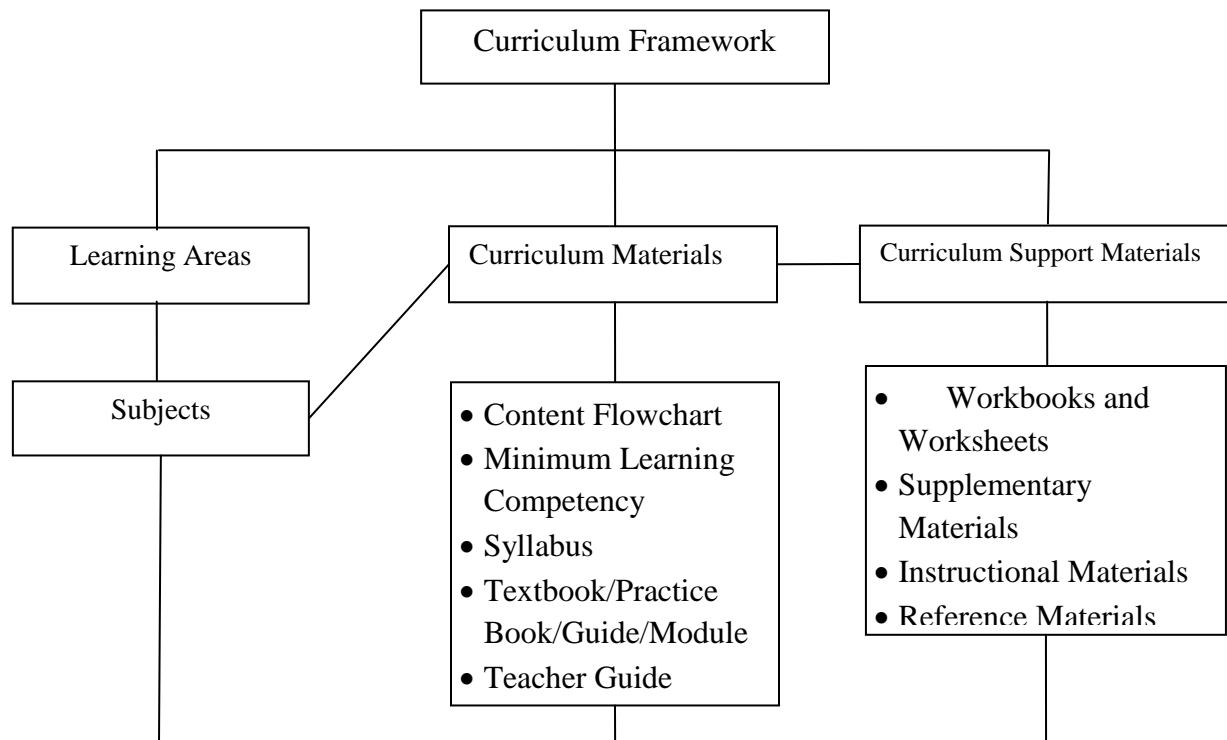 Curriculum Framework
Learning Areas
Curriculum Materials
Curriculum Support Materials
Subjects
• Content Flowchart
• Minimum Learning
Competency
• Syllabus
• Textbook/Practice
Book/Guide/Module
• Teacher Guide
• Workbooks and
Worksheets
• Supplementary
Materials
• Instructional Materials
• Reference Materials